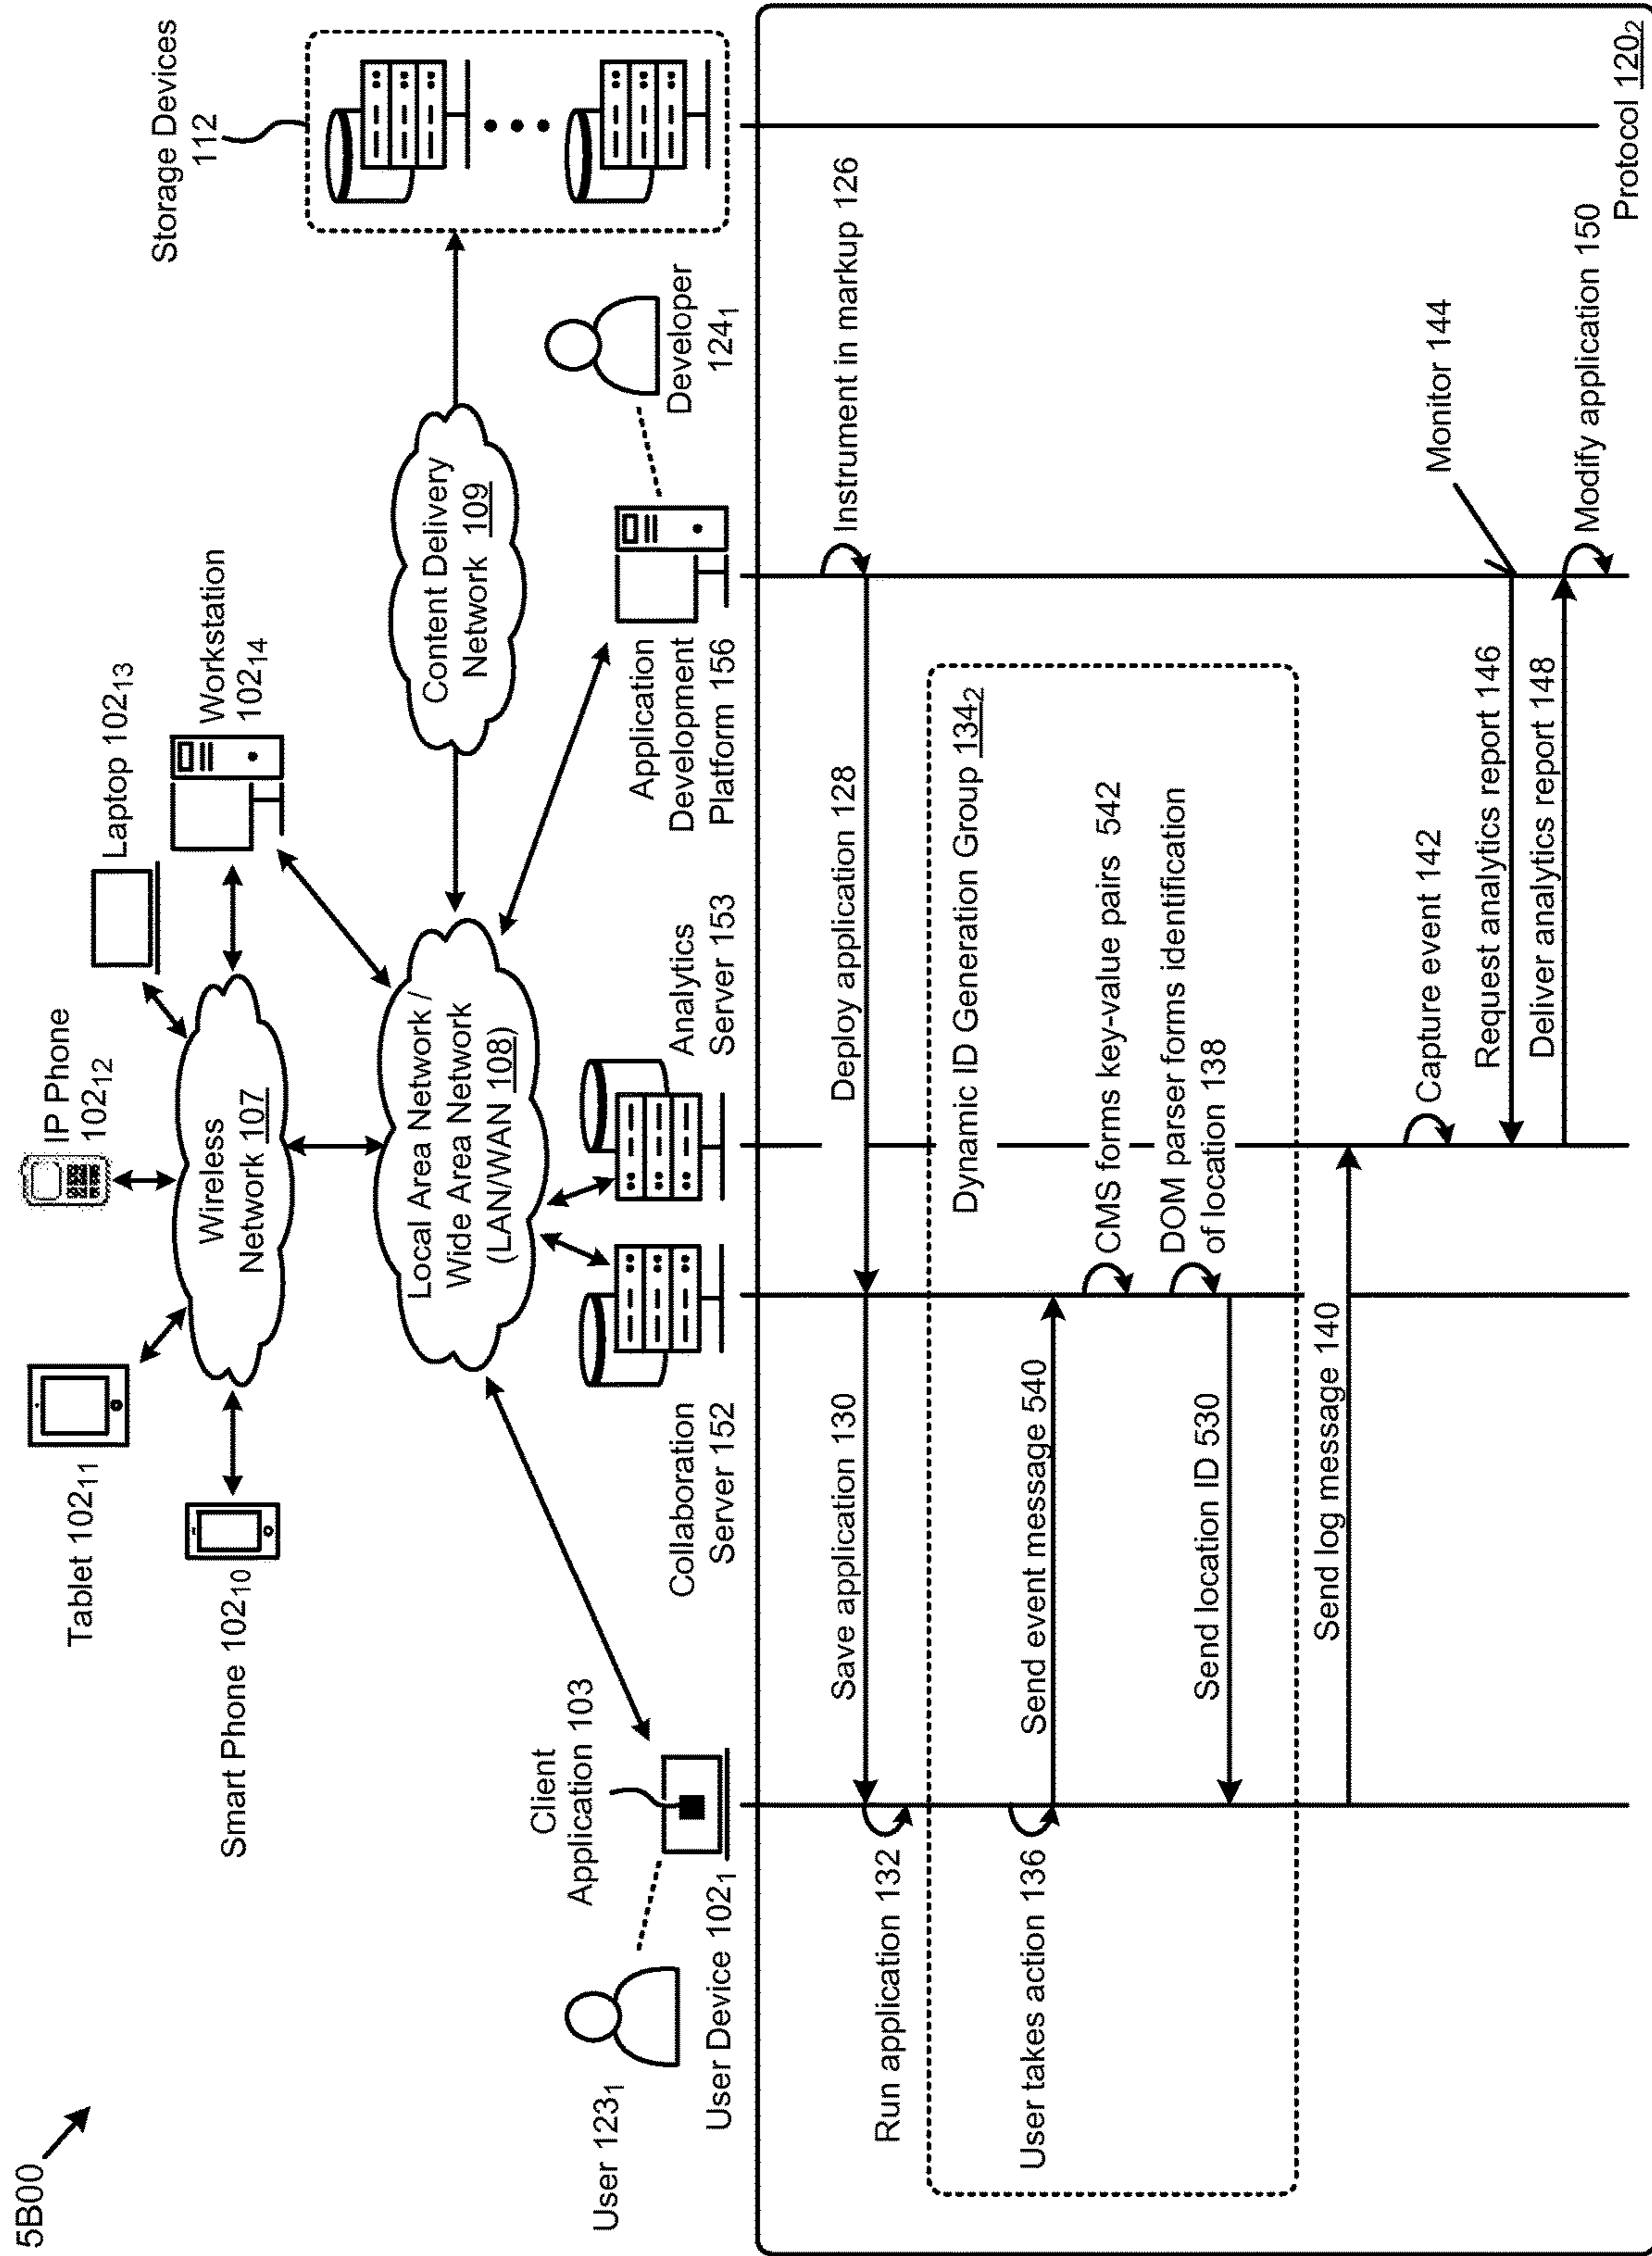 5B00
Tablet 102₁₁
IP Phone
102₁₂
Laptop 102₁₃
Smart Phone 102₁₀
Wireless
Network 107
Workstation
102₁₄
Storage Devices
112
Client
Application 103
Local Area Network /
Wide Area Network
(LAN/WAN 108)
Content Delivery
Network 109
User 123₁
User Device 102₁
Collaboration
Server 152
Analytics
Server 153
Application
Development
Platform 156
Developer
124₁
Instrument in markup 126
Deploy application 128
Save application 130
Run application 132
Dynamic ID Generation Group 134₂
User takes action 136
Send event message 540
CMS forms key-value pairs 542
DOM parser forms identification
of location 138
Send location ID 530
Send log message 140
Capture event 142
Monitor 144
Request analytics report 146
Deliver analytics report 148
Modify application 150
Protocol 120₂